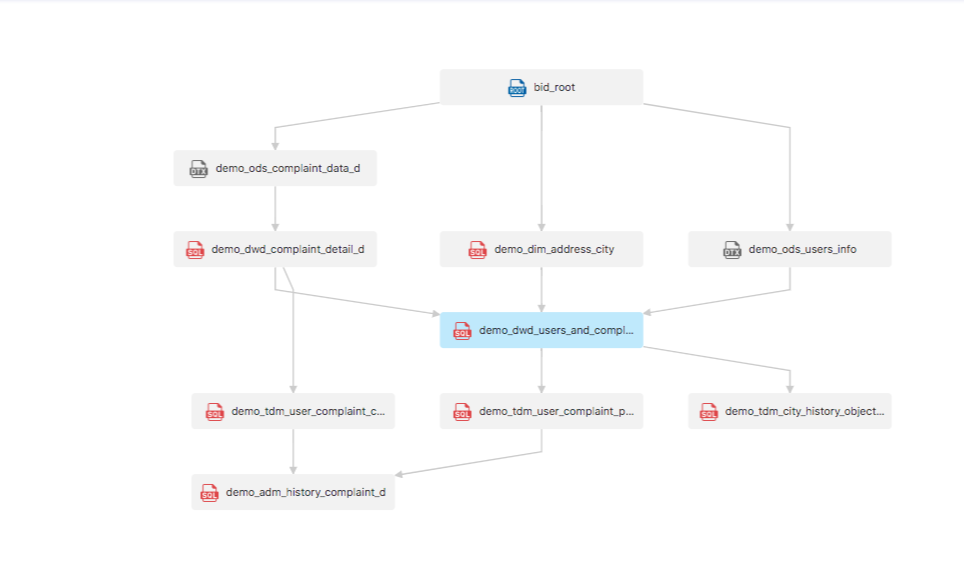 bid_root
ROOT
demo_ods_complaint_data_d
DTX
demo_dwd_complaint_detail_d
SQL
demo_dim_address_city
SQL
demo_ods_users_info
DTX
demo_dwd_users_and_compl...
SQL
demo_tdm_user_complaint_c...
SQL
demo_tdm_user_complaint_p...
SQL
demo_tdm_city_history_object...
SQL
demo_adm_history_complaint_d
SQL